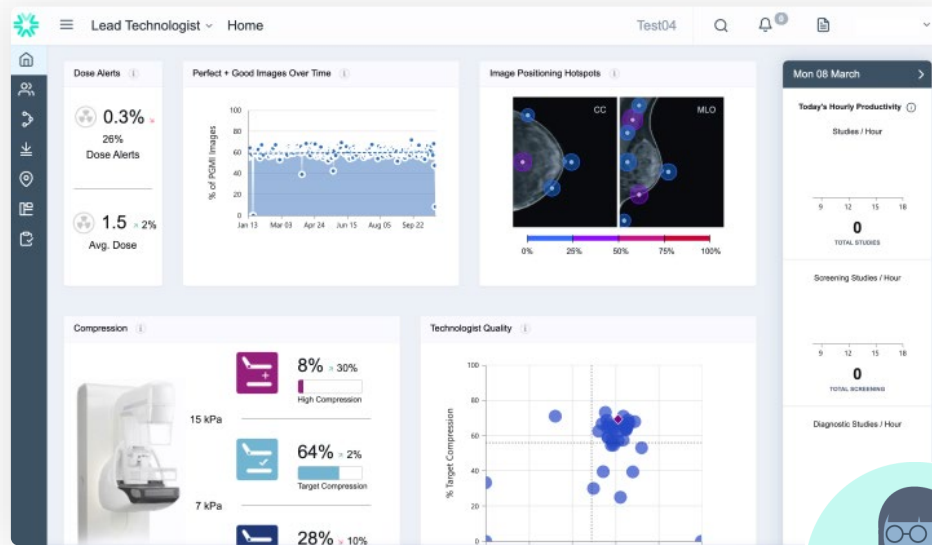 Lead Technologist
Home
Test04
0
Dose Alerts
0.3%
26%
Dose Alerts
1.5
2%
Avg. Dose
Perfect + Good Images Over Time
% of PGMI Images
100
80
60
40
20
0
Jan 13 Mar 03 Apr 24 Jun 15 Aug 05 Sep 22
Image Positioning Hotspots
CC
MLO
0% 25% 50% 75% 100%
Mon 08 March
Today's Hourly Productivity
Studies / Hour
9 12 15 18
0
TOTAL STUDIES
Screening Studies / Hour
9 12 15 18
0
TOTAL SCREENING
Diagnostic Studies / Hour
Compression
15 kPa
7 kPa
8% 30%
High Compression
64% 2%
Target Compression
28% 10%
Technologist Quality
% Target Compression
100
80
60
40
20
0